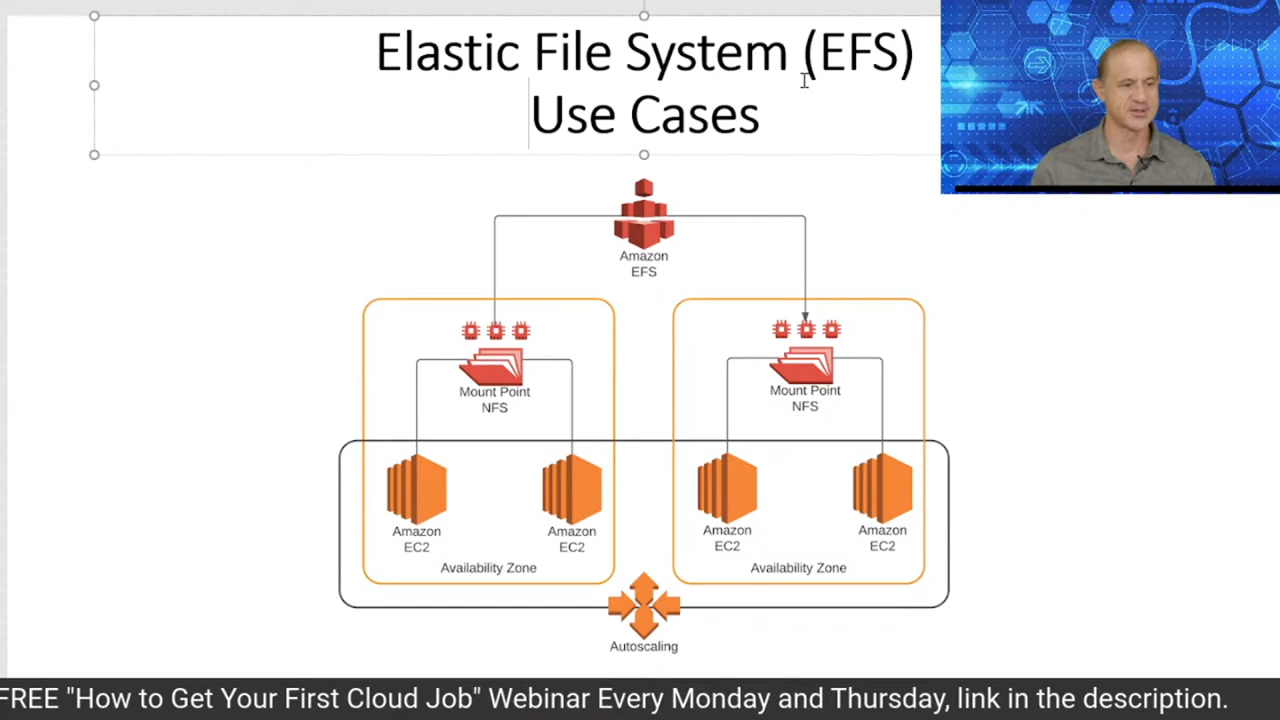 Elastic File System (EFS)
Use Cases
Amazon
EFS
Mount Point
NFS
Mount Point
NFS
Amazon
EC2
Amazon
EC2
Amazon
EC2
Amazon
EC2
Availability Zone
Availability Zone
Autoscaling
FREE "How to Get Your First Cloud Job" Webinar Every Monday and Thursday, link in the description.